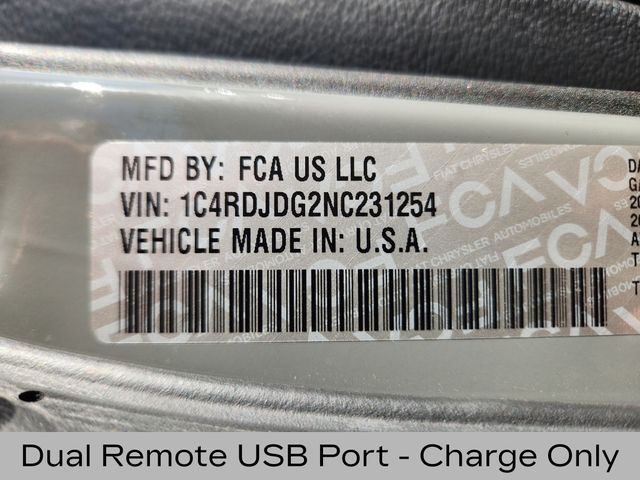 MFD BY: FCA US LLC
VIN: 1C4RDJDG2NC231254
VEHICLE MADE IN: U.S.A.
Dual Remote USB Port - Charge Only